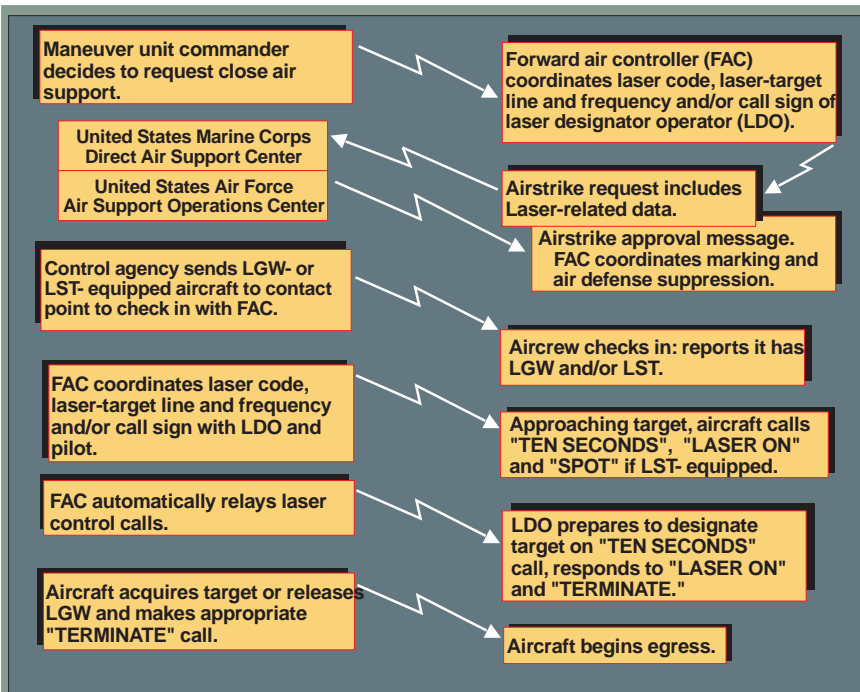 Maneuver unit commander
decides to request close air
support.
Forward air controller (FAC)
coordinates laser code, laser-target
line and frequency and/or call sign of
laser designator operator (LDO).
United States Marine Corps
Direct Air Support Center
United States Air Force
Air Support Operations Center
Airstrike request includes
Laser-related data.
Airstrike approval message.
FAC coordinates marking and
air defense suppression.
Control agency sends LGW- or
LST- equipped aircraft to contact
point to check in with FAC.
Aircrew checks in: reports it has
LGW and/or LST.
FAC coordinates laser code,
laser-target line and frequency
and/or call sign with LDO and
pilot.
Approaching target, aircraft calls
"TEN SECONDS", "LASER ON"
and "SPOT" if LST- equipped.
FAC automatically relays laser
control calls.
LDO prepares to designate
target on "TEN SECONDS"
call, responds to "LASER ON"
and "TERMINATE."
Aircraft acquires target or releases
LGW and makes appropriate
"TERMINATE" call.
Aircraft begins egress.